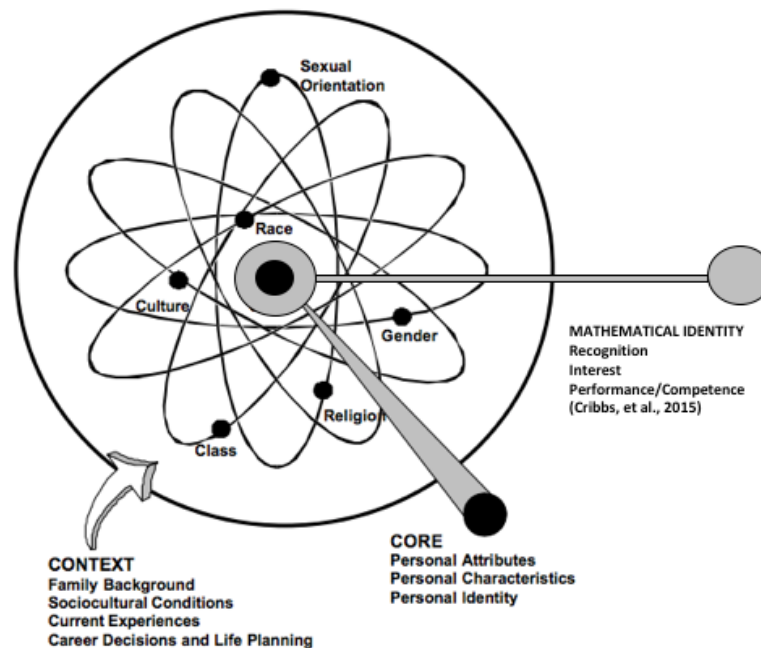 Sexual
Orientation
Race
Culture
Gender
Religion
Class
MATHEMATICAL IDENTITY
Recognition
Interest
Performance/Competence
(Cribbs, et al., 2015)
CORE
Personal Attributes
Personal Characteristics
Personal Identity
CONTEXT
Family Background
Sociocultural Conditions
Current Experiences
Career Decisions and Life Planning